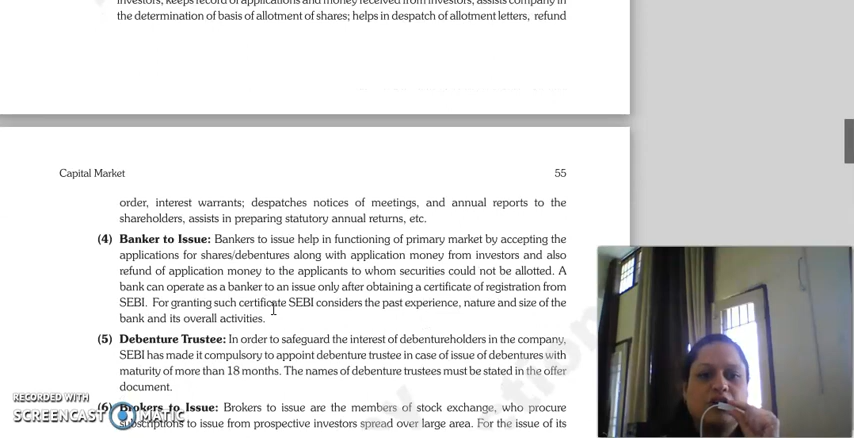 investors, keeps record of applications and money received from investors, assists company in
the determination of basis of allotment of shares; helps in despatch of allotment letters, refund
Capital Market 55
order, interest warrants; despatches notices of meetings, and annual reports to the
shareholders, assists in preparing statutory annual returns, etc.
(4) Banker to Issue: Bankers to issue help in functioning of primary market by accepting the
applications for shares/debentures along with application money from investors and also
refund of application money to the applicants to whom securities could not be allotted. A
bank can operate as a banker to an issue only after obtaining a certificate of registration from
SEBI. For granting such certificate SEBI considers the past experience, nature and size of the
bank and its overall activities.
(5) Debenture Trustee: In order to safeguard the interest of debentureholders in the company,
SEBI has made it compulsory to appoint debenture trustee in case of issue of debentures with
maturity of more than 18 months. The names of debenture trustees must be stated in the offer
document.
(6) Brokers to Issue: Brokers to issue are the members of stock exchange, who procure
subscriptions to issue from prospective investors spread over large area. For the issue of its
RECORDED WITH
SCREENCAST MATIC